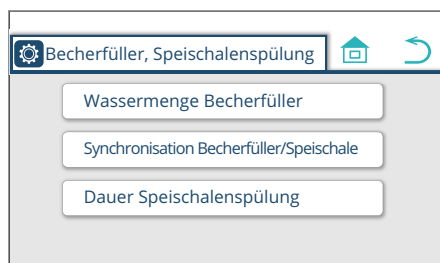 Becherfüller, Speischalenspülung
Wassermenge Becherfüller
Synchronisation Becherfüller/Speischale
Dauer Speischalenspülung